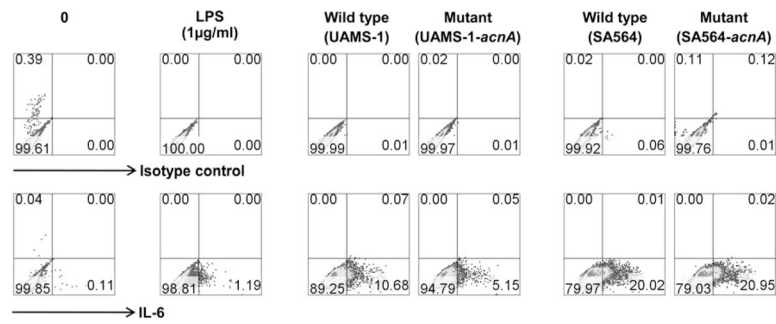 0 LPS Wild type Mutant Wild type Mutant
(1µg/ml) (UAMS-1) (UAMS-1-acnA) (SA564) (SA564-acnA)
0.39 0.00 0.00 0.00 0.00 0.00 0.02 0.00 0.02 0.00 0.11 0.12
99.61 0.00 100.00 0.00 99.99 0.01 99.97 0.01 99.92 0.06 99.76 0.01
Isotype control
0.04 0.00 0.00 0.00 0.00 0.07 0.00 0.05 0.00 0.01 0.00 0.02
99.85 0.11 98.81 1.19 89.25 10.68 94.79 5.15 79.97 20.02 79.03 20.95
IL-6